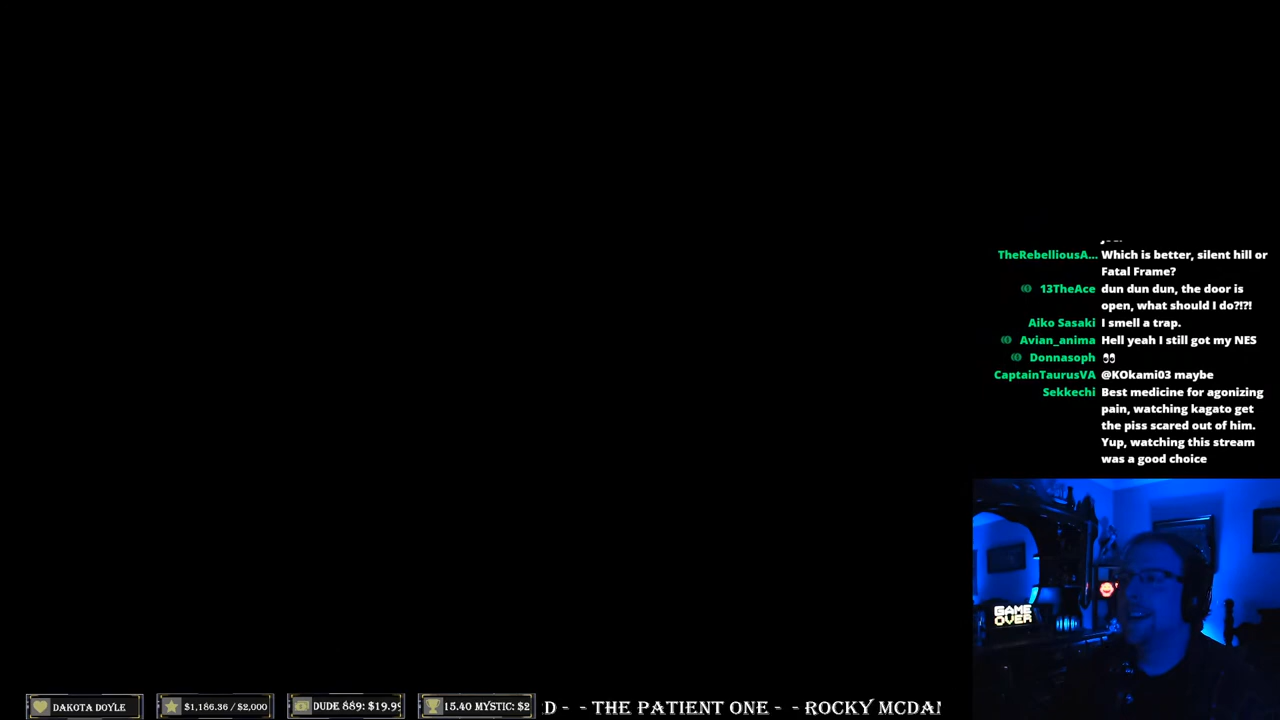 TheRebelliousA... Which is better, silent hill or
Fatal Frame?
13TheAce dun dun dun, the door is
open, what should I do?!?!
Aiko Sasaki I smell a trap.
Avian_anima Hell yeah I still got my NES
Donnasoph 👀
CaptainTaurusVA @KOkami03 maybe
Sekkechi Best medicine for agonizing
pain, watching kagato get
the piss scared out of him.
Yup, watching this stream
was a good choice
GAME
OVER
DAKOTA DOYLE
$1,186.36 / $2,000
DUDE 889: $19.99
15.40 MYSTIC: $2
D - - THE PATIENT ONE - - ROCKY MCDAN